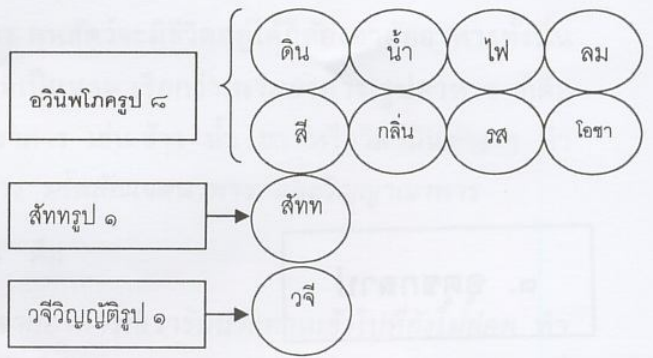 ดิน น้ำ ไฟ ลม
อวินิพโภครูป ๘
สี กลิ่น รส โอชา
สัททรูป ๑ สัทท
วจีวิญญัติรูป ๑ วจี